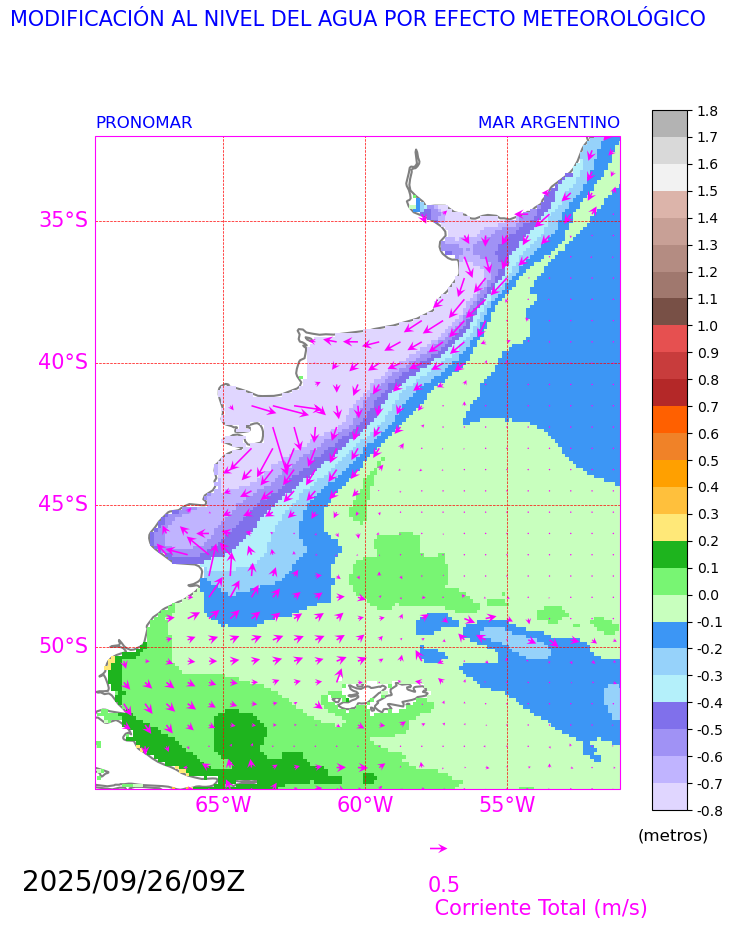 MODIFICACIÓN AL NIVEL DEL AGUA POR EFECTO METEOROLÓGICO
PRONOMAR
MAR ARGENTINO
35°S
40°S
45°S
50°S
65°W
60°W
55°W
1.8
1.7
1.6
1.5
1.4
1.3
1.2
1.1
1.0
0.9
0.8
0.7
0.6
0.5
0.4
0.3
0.2
0.1
0.0
-0.1
-0.2
-0.3
-0.4
-0.5
-0.6
-0.7
-0.8
(metros)
2025/09/26/09Z
0.5
Corriente Total (m/s)